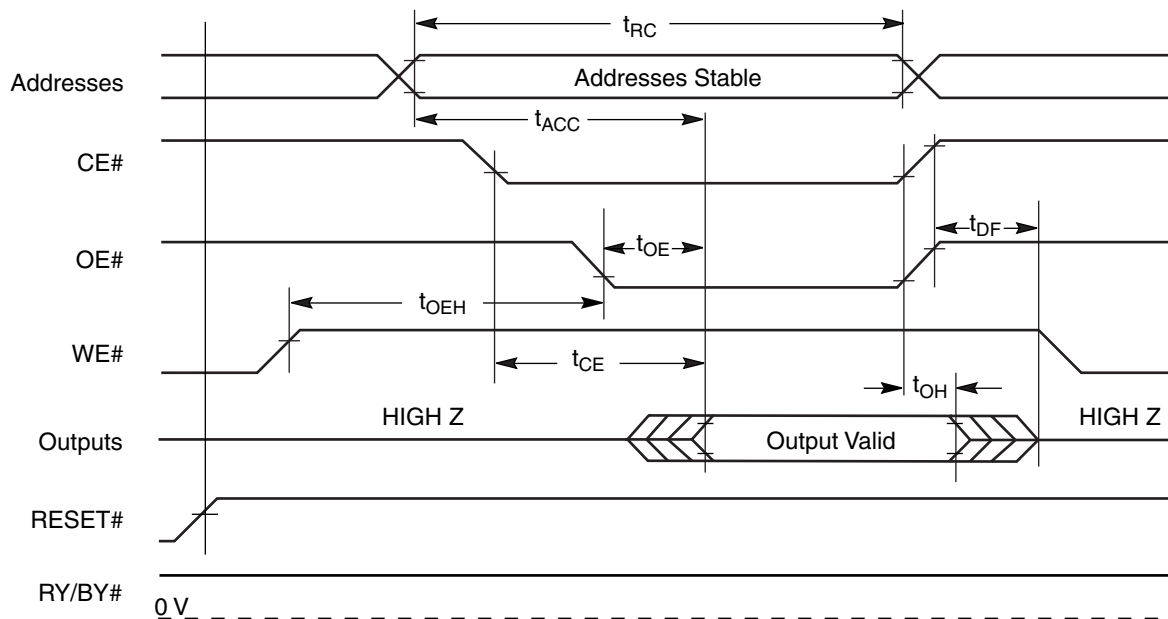 tRC
Addresses
Addresses Stable
tACC
CE#
tDF
OE#
tOE
tOEH
WE#
tCE
tOH
HIGH Z
HIGH Z
Outputs
Output Valid
RESET#
RY/BY#
0 V